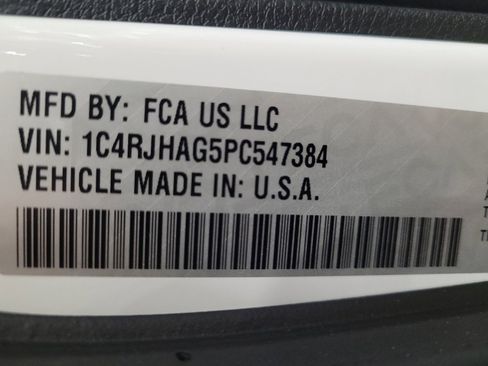 MFD BY: FCA US LLC
VIN: 1C4RJHAG5PC547384
VEHICLE MADE IN: U.S.A.